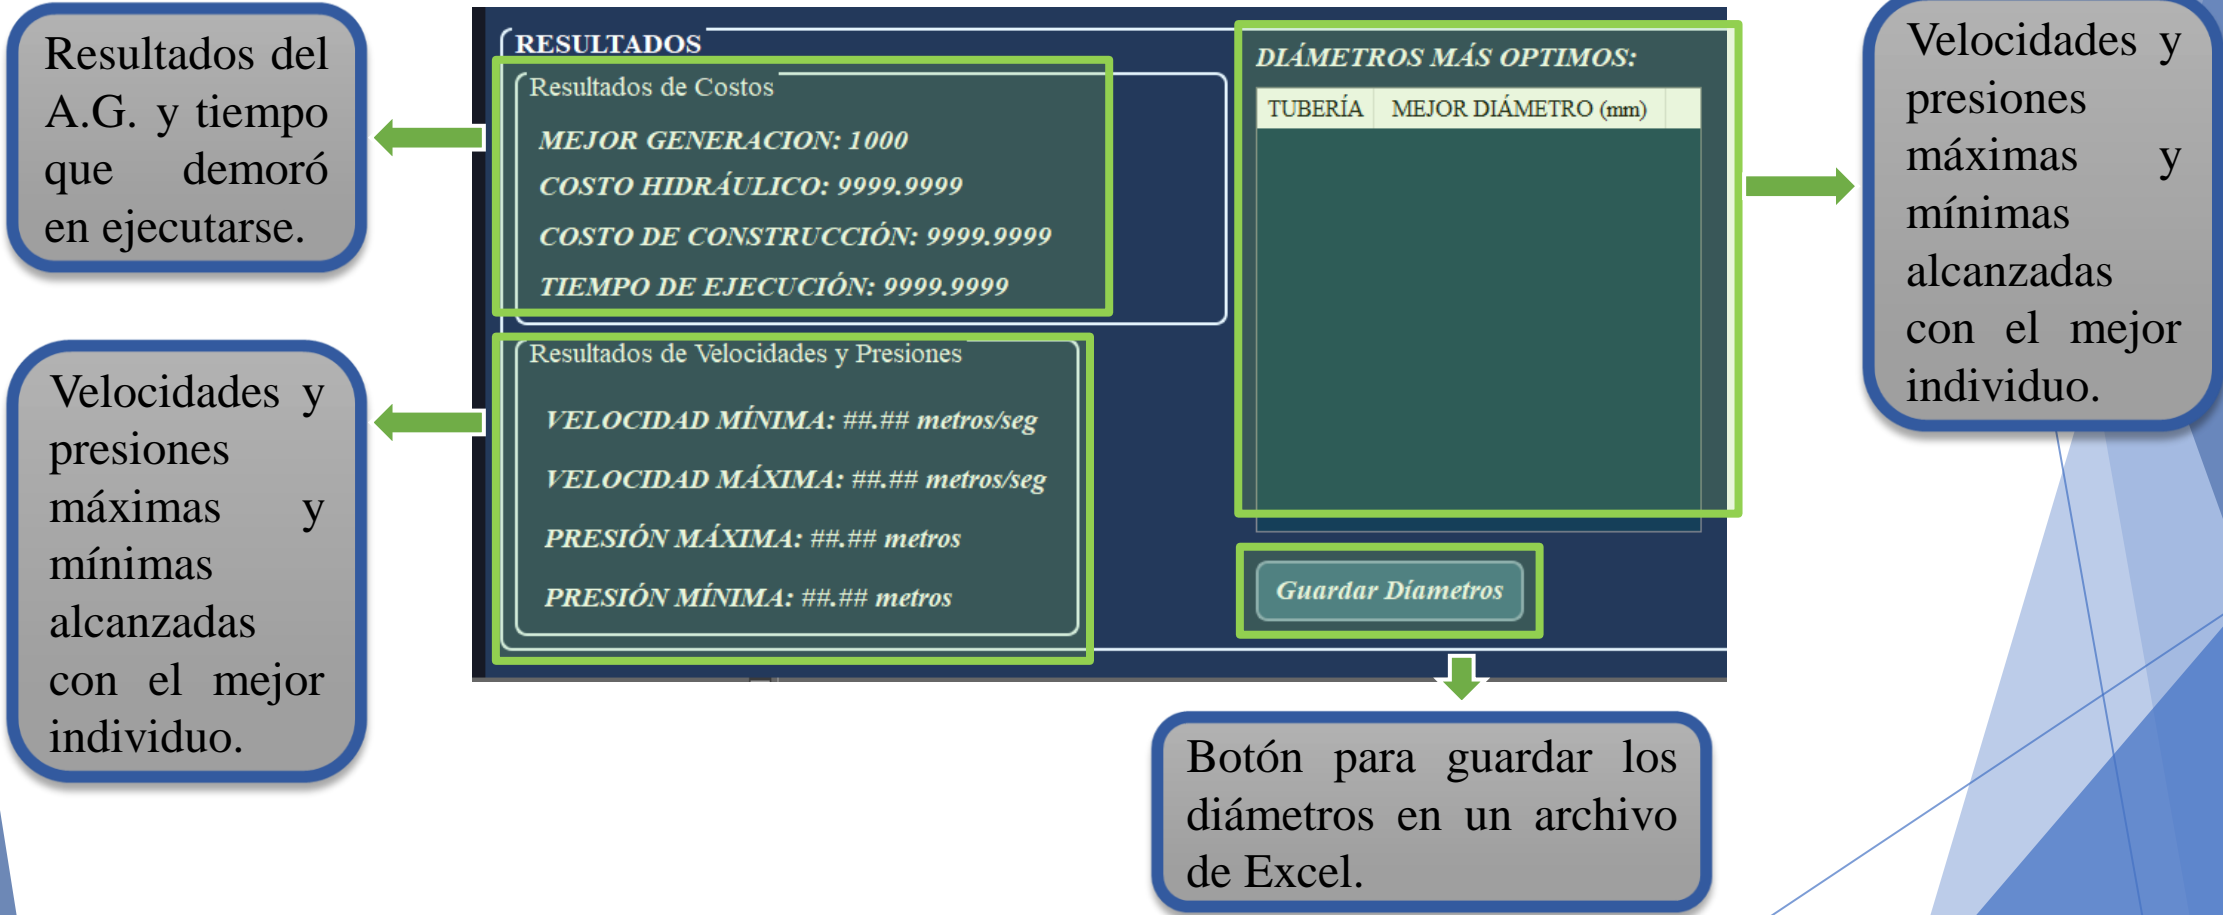 Resultados del
A.G. y tiempo
que demoró
en ejecutarse.
Velocidades y
presiones
máximas y
mínimas
alcanzadas
con el mejor
individuo.
RESULTADOS
Resultados de Costos
MEJOR GENERACION: 1000
COSTO HIDRÁULICO: 9999.9999
COSTO DE CONSTRUCCIÓN: 9999.9999
TIEMPO DE EJECUCIÓN: 9999.9999
Resultados de Velocidades y Presiones
VELOCIDAD MÍNIMA: ##.## metros/seg
VELOCIDAD MÁXIMA: ##.## metros/seg
PRESIÓN MÁXIMA: ##.## metros
PRESIÓN MÍNIMA: ##.## metros
DIÁMETROS MÁS OPTIMOS:
TUBERÍA MEJOR DIÁMETRO (mm)
Guardar Díametros
Velocidades y
presiones
máximas y
mínimas
alcanzadas
con el mejor
individuo.
Botón para guardar los
diámetros en un archivo
de Excel.